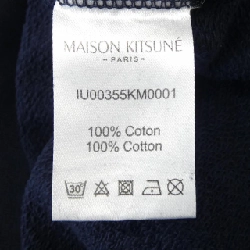 MAISON KITSUNÉ
- PARIS -
IU00355KM0001
100% Coton
100% Cotton
30°